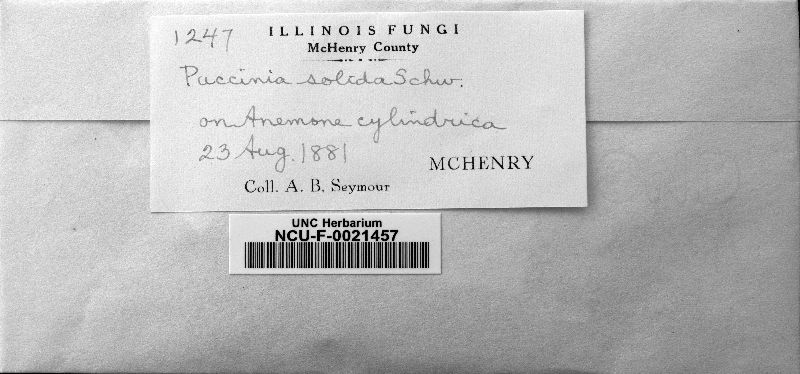 1247 ILLINOIS FUNGI
McHenry County
Puccinia solida Schw.
on Anemone cylindrica
23 Aug. 1881
MCHENRY
Coll. A. B. Seymour
UNC Herbarium
NCU-F-0021457